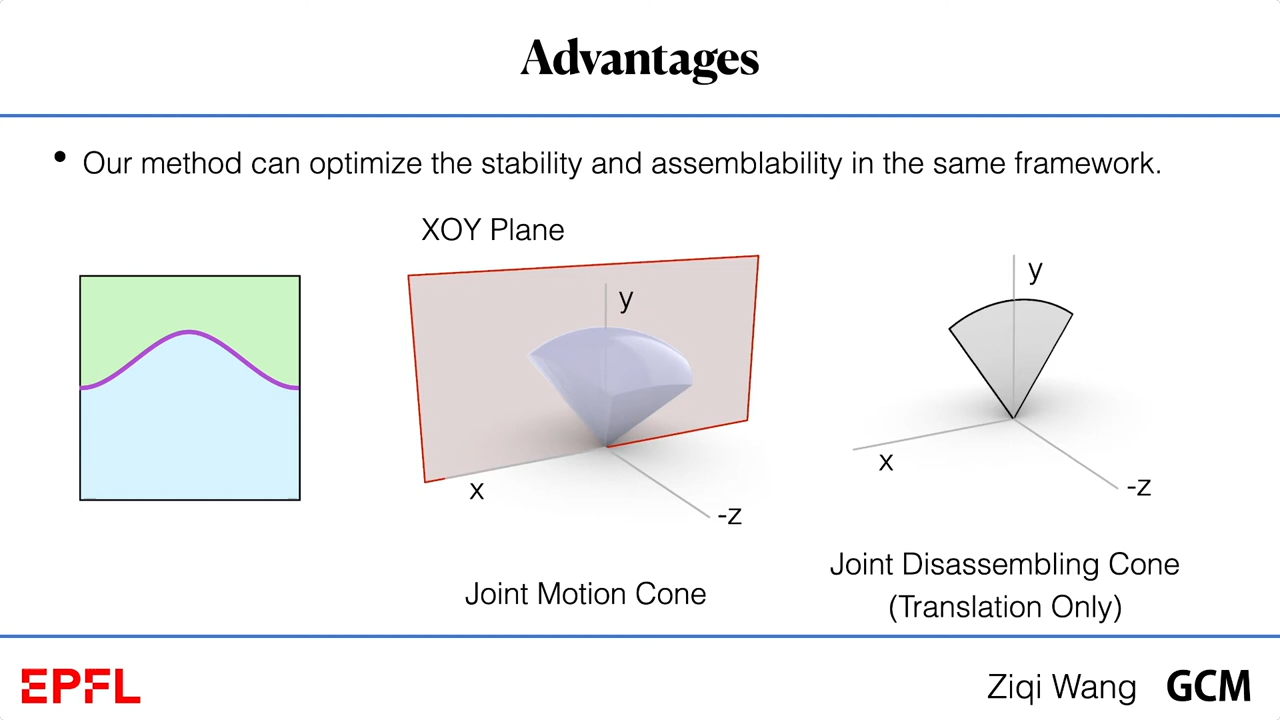 Advantages
• Our method can optimize the stability and assemblability in the same framework.
XOY Plane
y
x
-z
Joint Motion Cone
y
x
-z
Joint Disassembling Cone
(Translation Only)
EPFL
Ziqi Wang
GCM